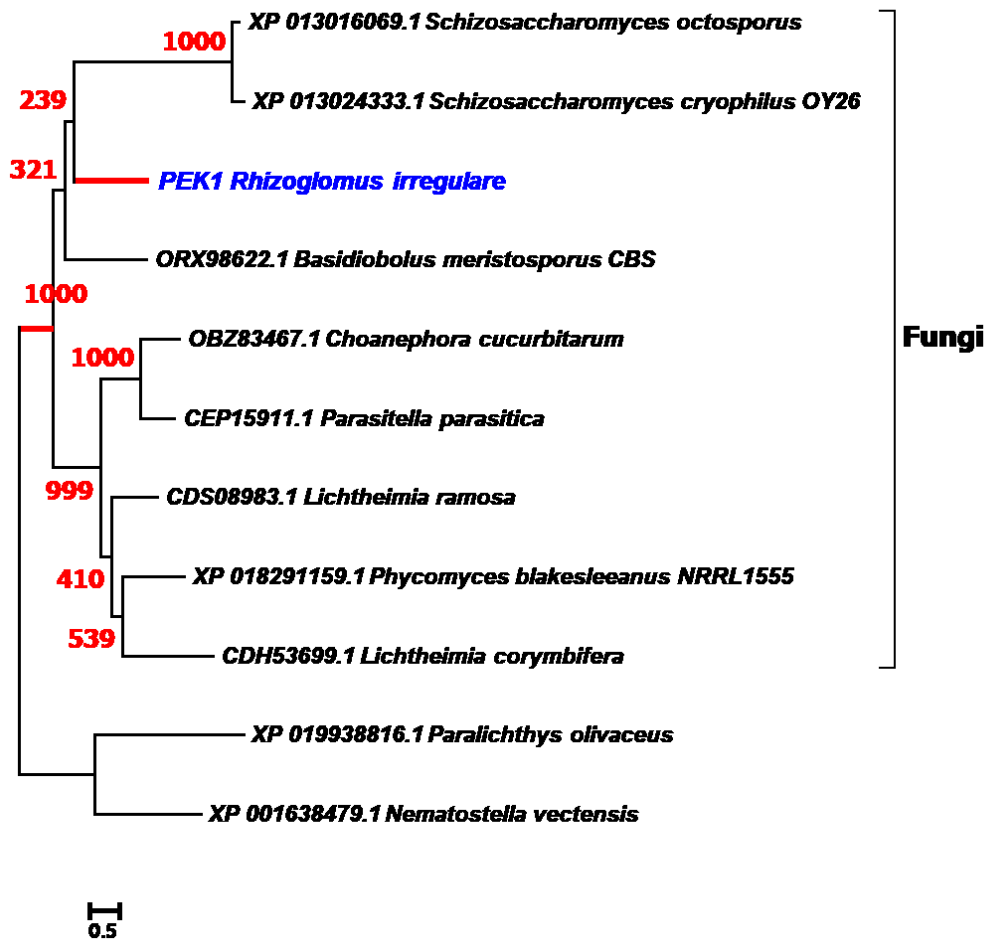 XP 013016069.1 Schizosaccharomyces octosporus
1000
239
XP 013024333.1 Schizosaccharomyces cryophilus OY26
321
PEK1 Rhizoglomus irregulare
ORX98622.1 Basidiobolus meristosporus CBS
1000
OBZ83467.1 Choanephora cucurbitarum
Fungi
1000
CEP15911.1 Parasitella parasitica
999
CDS08983.1 Lichtheimia ramosa
410
XP 018291159.1 Phycomyces blakesleeanus NRRL1555
539
CDH53699.1 Lichtheimia corymbifera
XP 019938816.1 Paralichthys olivaceus
XP 001638479.1 Nematostella vectensis
0.5